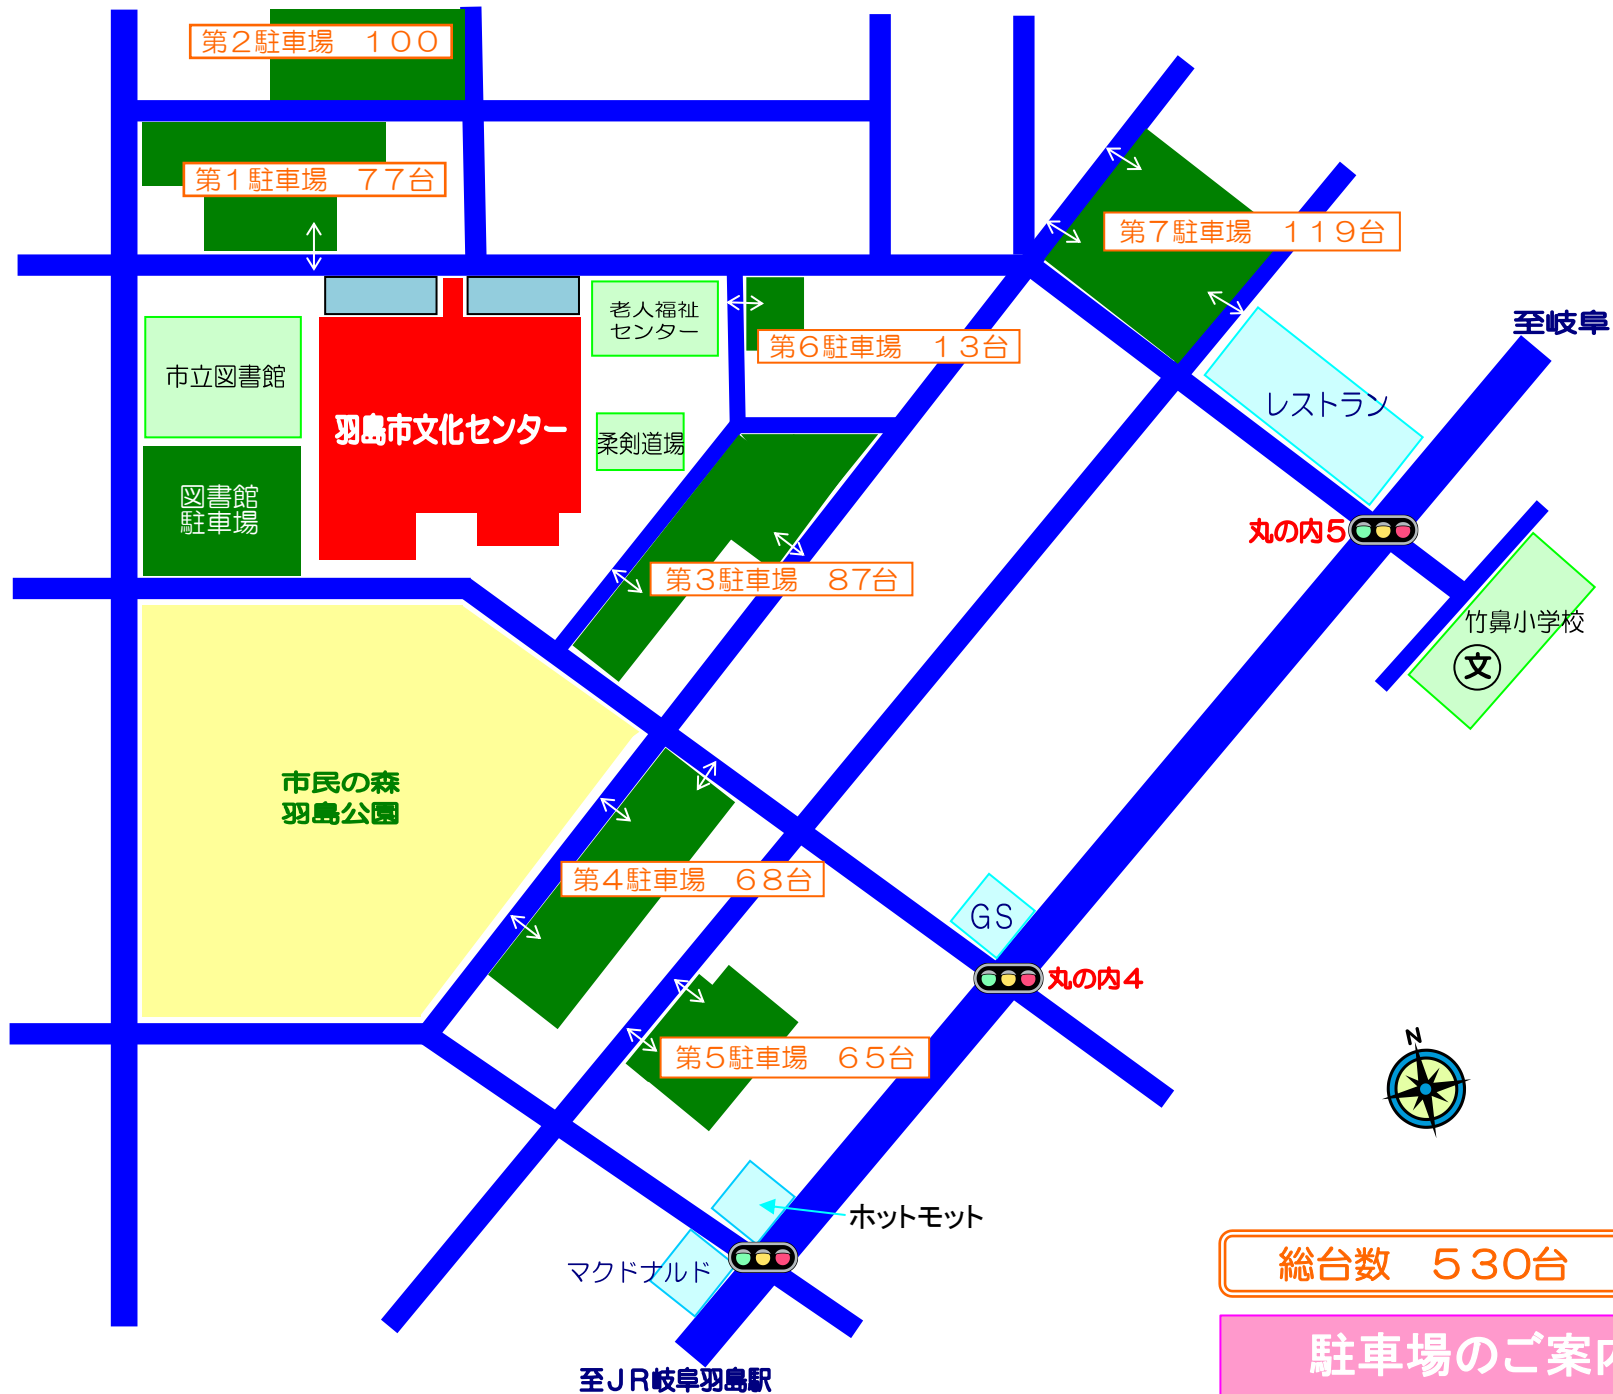 第２駐車場　１００
第１駐車場　７７台
第７駐車場　１１９台
老人福祉
センター
第６駐車場　１３台
至岐阜
市立図書館
レストラン
羽島市文化センター
柔剣道場
図書館
駐車場
丸の内５
第３駐車場　８７台
竹鼻小学校
文
市民の森
羽島公園
第４駐車場　６８台
ＧＳ
丸の内４
N
第５駐車場　６５台
ホットモット
マクドナルド
総台数　５３０台
駐車場のご案内
至ＪＲ岐阜羽島駅